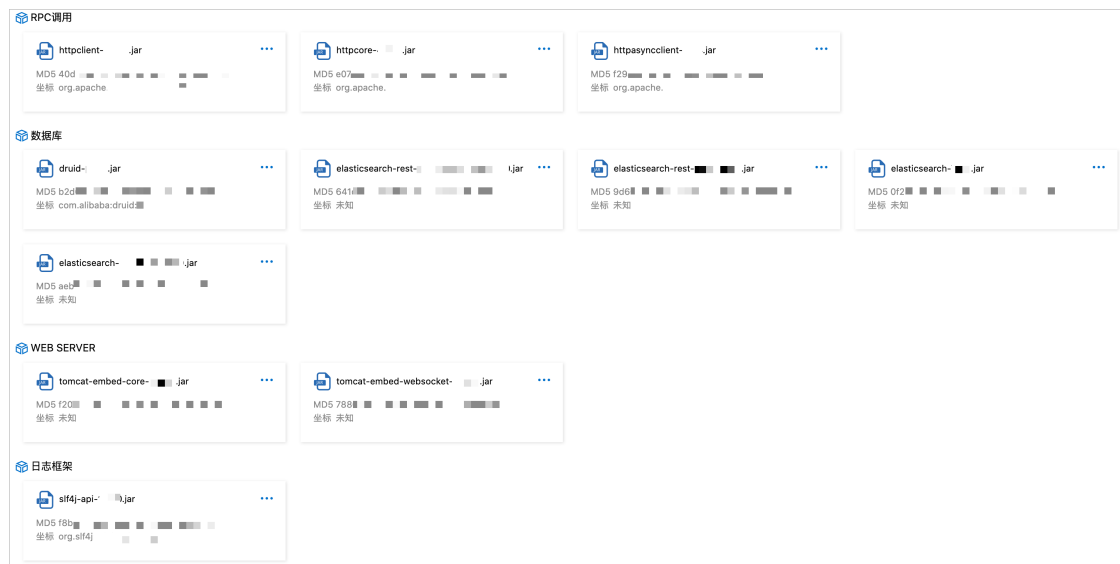 RPC调用
httpclient- .jar
MD5 40d
坐标 org.apache
httpcore- .jar
MD5 e07
坐标 org.apache.
httpasyncclient- .jar
MD5 f29
坐标 org.apache.
数据库
druid- .jar
MD5 b2d
坐标 com.alibaba:druid:
elasticsearch-rest- .jar
MD5 641
坐标 未知
elasticsearch-rest- .jar
MD5 9d6
坐标 未知
elasticsearch- .jar
MD5 0f2
坐标 未知
elasticsearch- .jar
MD5 aeb
坐标 未知
WEB SERVER
tomcat-embed-core- .jar
MD5 f20
坐标 未知
tomcat-embed-websocket- .jar
MD5 788
坐标 未知
日志框架
slf4j-api- .jar
MD5 f8b
坐标 org.slf4j